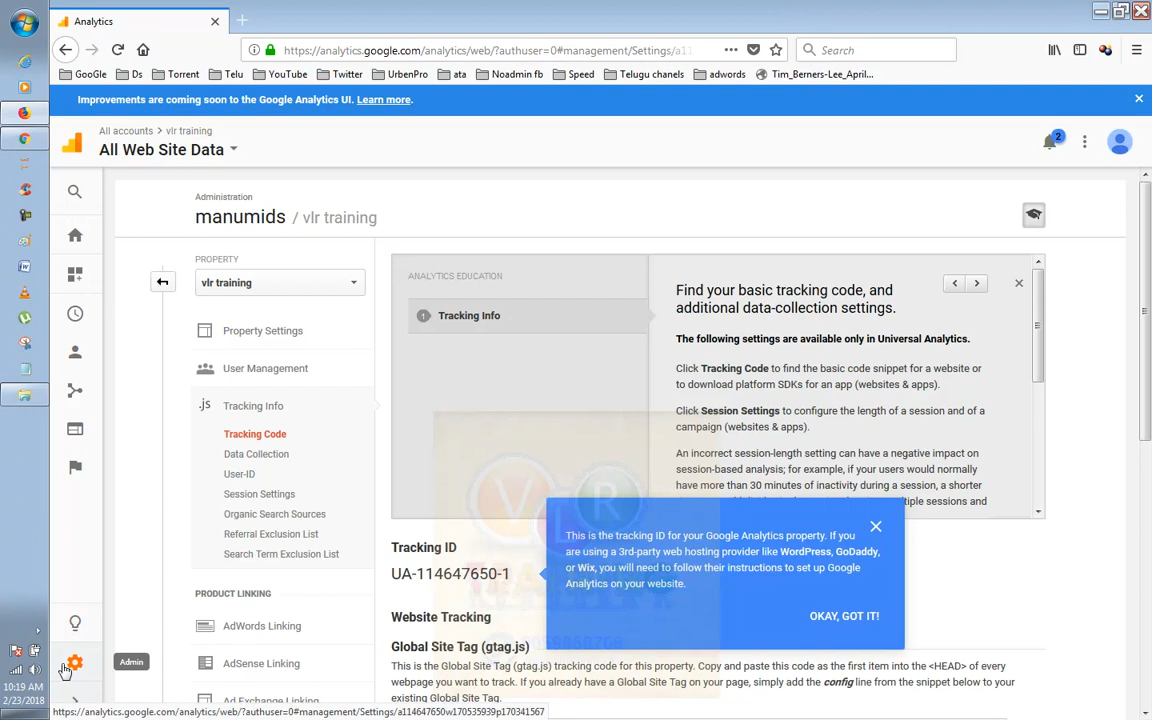 Analytics
https://analytics.google.com/analytics/web/?authuser=0#management/Settings/a11
Search
GooGle
Ds
Torrent
Telu
YouTube
Twitter
UrbenPro
ata
Noadmin fb
Speed
Telugu chanels
adwords
Tim_Berners-Lee_April...
Improvements are coming soon to the Google Analytics UI. Learn more.
All accounts > vlr training
All Web Site Data
2
Administration
manumids / vlr training
PROPERTY
vlr training
Property Settings
User Management
.js Tracking Info
Tracking Code
Data Collection
User-ID
Session Settings
Organic Search Sources
Referral Exclusion List
Search Term Exclusion List
PRODUCT LINKING
AdWords Linking
AdSense Linking
Ad Exchange Linking
ANALYTICS EDUCATION
1 Tracking Info
Find your basic tracking code, and
additional data-collection settings.
The following settings are available only in Universal Analytics.
Click Tracking Code to find the basic code snippet for a website or
to download platform SDKs for an app (websites & apps).
Click Session Settings to configure the length of a session and of a
campaign (websites & apps).
An incorrect session-length setting can have a negative impact on
session-based analysis; for example, if your users would normally
have more than 30 minutes of inactivity during a session, a shorter
sessions and
Tracking ID
UA-114647650-1
This is the tracking ID for your Google Analytics property. If you
are using a 3rd-party web hosting provider like WordPress, GoDaddy,
or Wix, you will need to follow their instructions to set up Google
Analytics on your website.
OKAY, GOT IT!
Website Tracking
Global Site Tag (gtag.js)
This is the Global Site Tag (gtag.js) tracking code for this property. Copy and paste this code as the first item into the <HEAD> of every
webpage you want to track. If you already have a Global Site Tag on your page, simply add the config line from the snippet below to your
existing Global Site Tag.
Admin
10:19 AM
2/23/2018
https://analytics.google.com/analytics/web/?authuser=0#management/Settings/a114647650w170535939p170341567
VLR